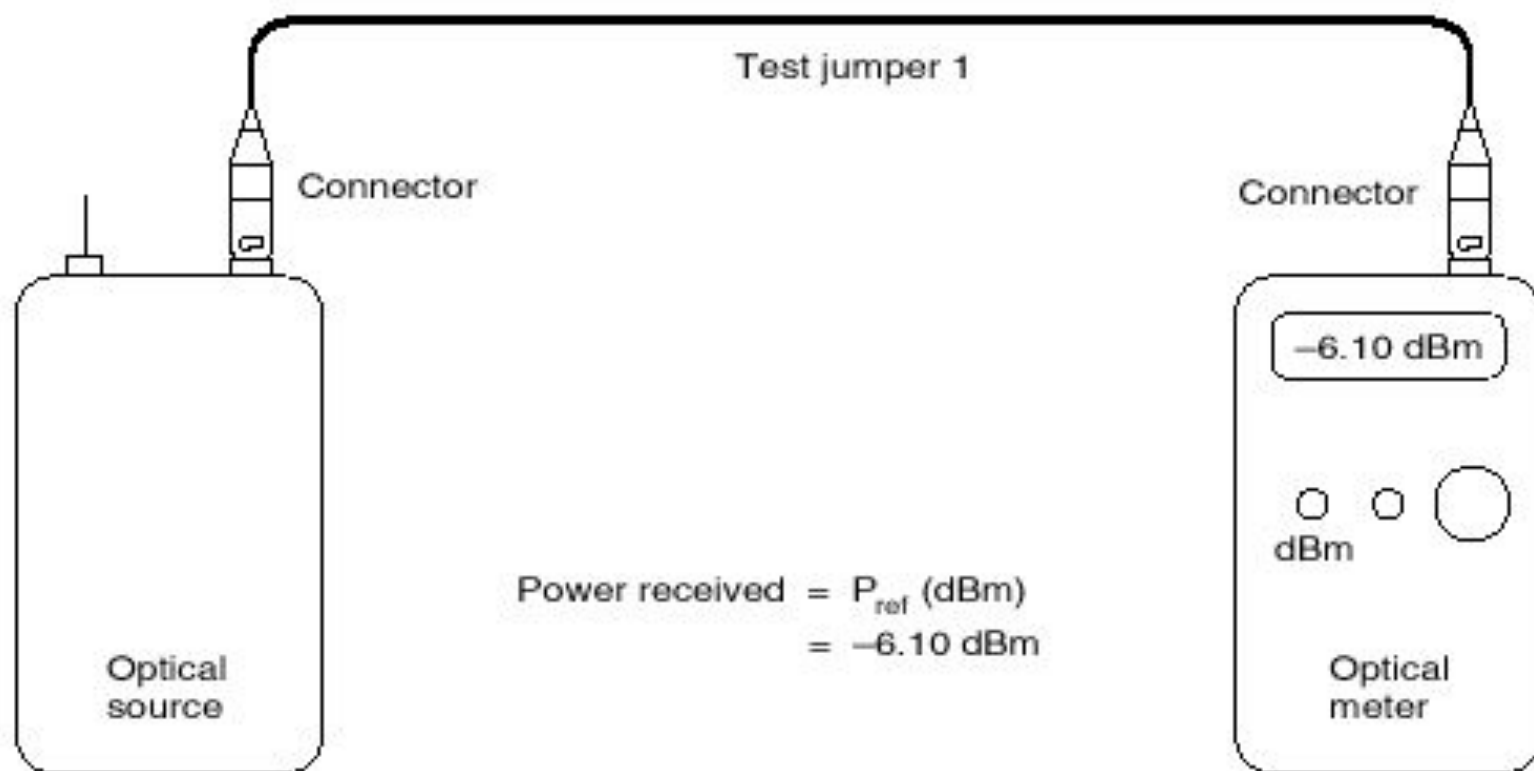 Test jumper 1
Connector
Connector
–6.10 dBm
dBm
Power received = Pref (dBm)
= –6.10 dBm
Optical
source
Optical
meter